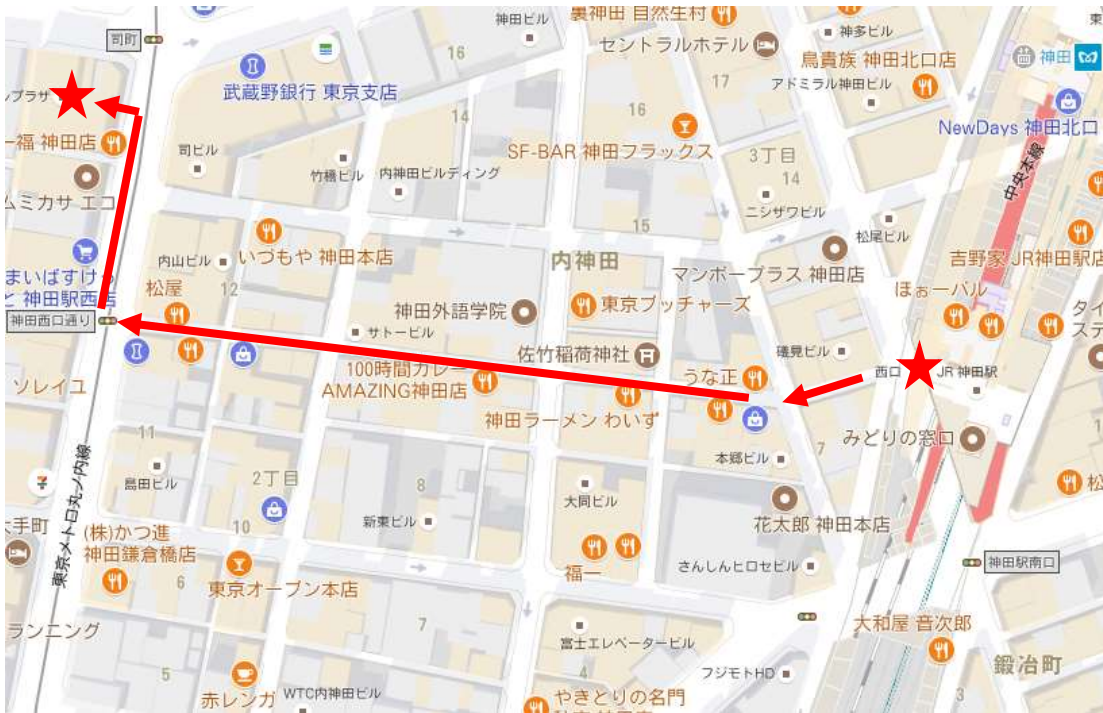 神田ビル
裏神田 自然生村
神多ビル
司町
16
セントラルホテル
鳥貴族 神田北口店
神田
17
アドミラル神田ビル
武蔵野銀行 東京支店
ンプラザ
14
16
NewDays 神田北口
一福 神田店
SF-BAR 神田フラックス
司ビル
竹橋ビル
内神田ビルディング
3丁目
14
中央本線
ムミカサ エコ
ニシザワビル
15
松尾ビル
内山ビル
いづもや 神田本店
内神田
マンボープラス 神田店
吉野家 JR神田駅店
まいばすけっ
と 神田駅西店
松屋
12
ほぉーバル
神田外語学院
東京ブッチャーズ
タイ
ステ
神田西口通り
サトービル
佐竹稲荷神社
磯見ビル
100時間カレー
AMAZING神田店
うな正
西口
JR 神田駅
ソレイユ
神田ラーメン わいず
11
7
みどりの窓口
本郷ビル
島田ビル
2丁目
8
大同ビル
松
花太郎 神田本店
大手町
(株)かつ進
神田鎌倉橋店
10
新東ビル
東京メトロ丸ノ内線
福一
さんしんヒロセビル
神田駅南口
6
東京オーブン本店
ランニング
7
大和屋 音次郎
富士エレベータービル
鍛冶町
5
4
フジモトHD
赤レンガ
WTC内神田ビル
やきとりの名門
3